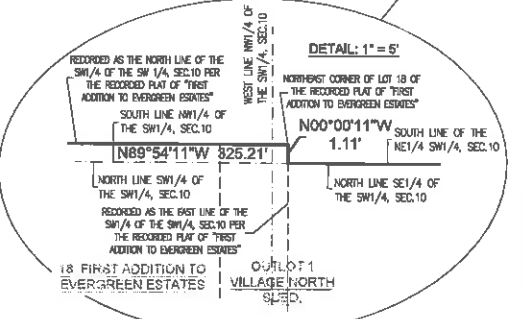 WEST LINE NW1/4 OF
THE SW1/4, SEC.10
DETAIL: 1" = 5'
RECORDED AS THE NORTH LINE OF THE
SW1/4 OF THE SW 1/4, SEC.10 PER
THE RECORDED PLAT OF "FIRST
ADDITION TO EVERGREEN ESTATES"
NORTHEAST CORNER OF LOT 18 OF
THE RECORDED PLAT OF "FIRST
ADDITION TO EVERGREEN ESTATES"
SOUTH LINE NW1/4 OF
THE SW1/4, SEC.10
N00°00'11"W
1.11'
SOUTH LINE OF THE
NE1/4 SW1/4, SEC.10
N89°54'11"W 825.21'
NORTH LINE SW1/4 OF
THE SW1/4, SEC.10
NORTH LINE SE1/4 OF
THE SW1/4, SEC.10
RECORDED AS THE EAST LINE OF THE
SW1/4 OF THE SW1/4, SEC.10 PER
THE RECORDED PLAT OF "FIRST
ADDITION TO EVERGREEN ESTATES"
18 FIRST ADDITION TO
EVERGREEN ESTATES
OUTLOT 1
VILLAGE NORTH